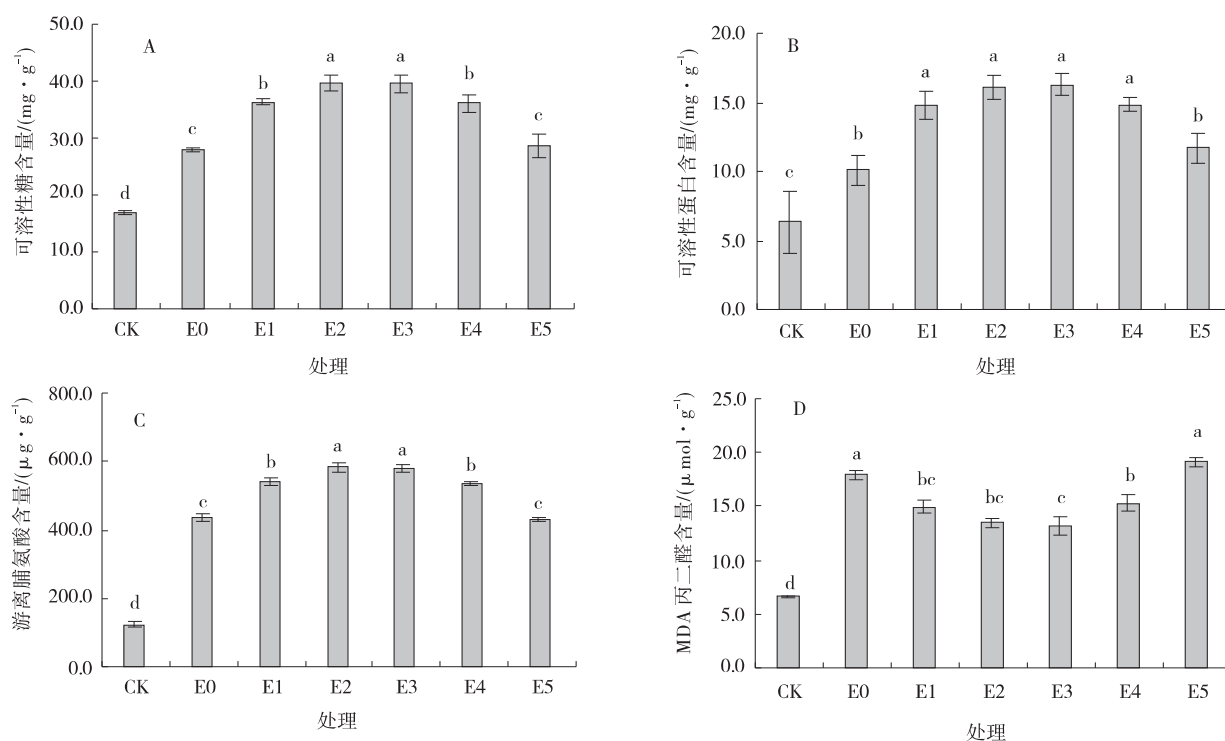 可溶性糖含量/(mg·g⁻¹)
50.0
40.0
30.0
20.0
10.0
0.0
A
d
c
b
a
a
b
c
CK E0 E1 E2 E3 E4 E5
处理
可溶性蛋白含量/(mg·g⁻¹)
20.0
15.0
10.0
5.0
0.0
B
c
b
a
a
a
a
b
CK E0 E1 E2 E3 E4 E5
处理
游离脯氨酸含量/(μg·g⁻¹)
800.0
600.0
400.0
200.0
0.0
C
d
c
b
a
a
b
c
CK E0 E1 E2 E3 E4 E5
处理
MDA 丙二醛含量/(μmol·g⁻¹)
25.0
20.0
15.0
10.0
5.0
0.0
D
d
a
bc
bc
c
b
a
CK E0 E1 E2 E3 E4 E5
处理